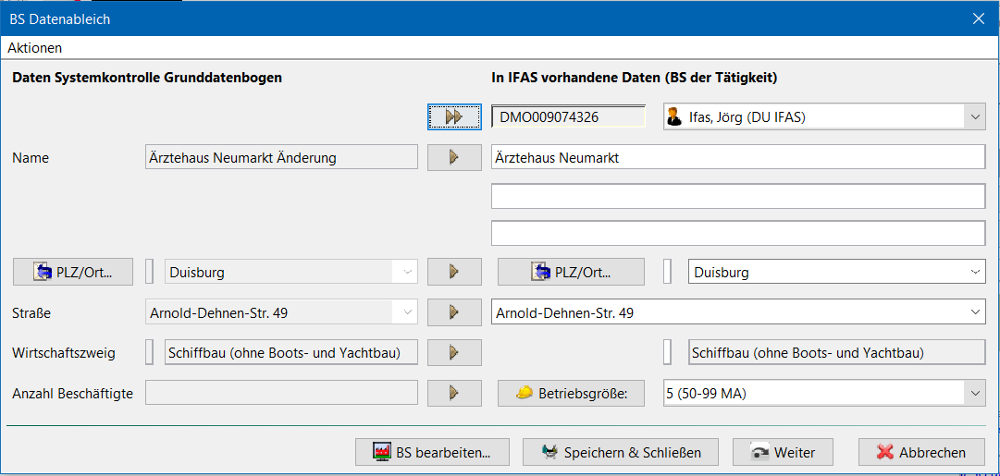 BS Datenableich
Aktionen
Daten Systemkontrolle Grunddatenbogen In IFAS vorhandene Daten (BS der Tätigkeit)
DMO009074326 Ifas, Jörg (DU IFAS)
Name Ärztehaus Neumarkt Änderung Ärztehaus Neumarkt
PLZ/Ort... Duisburg PLZ/Ort... Duisburg
Straße Arnold-Dehnen-Str. 49 Arnold-Dehnen-Str. 49
Wirtschaftszweig Schiffbau (ohne Boots- und Yachtbau) Schiffbau (ohne Boots- und Yachtbau)
Anzahl Beschäftigte Betriebsgröße: 5 (50-99 MA)
BS bearbeiten... Speichern & Schließen Weiter Abbrechen